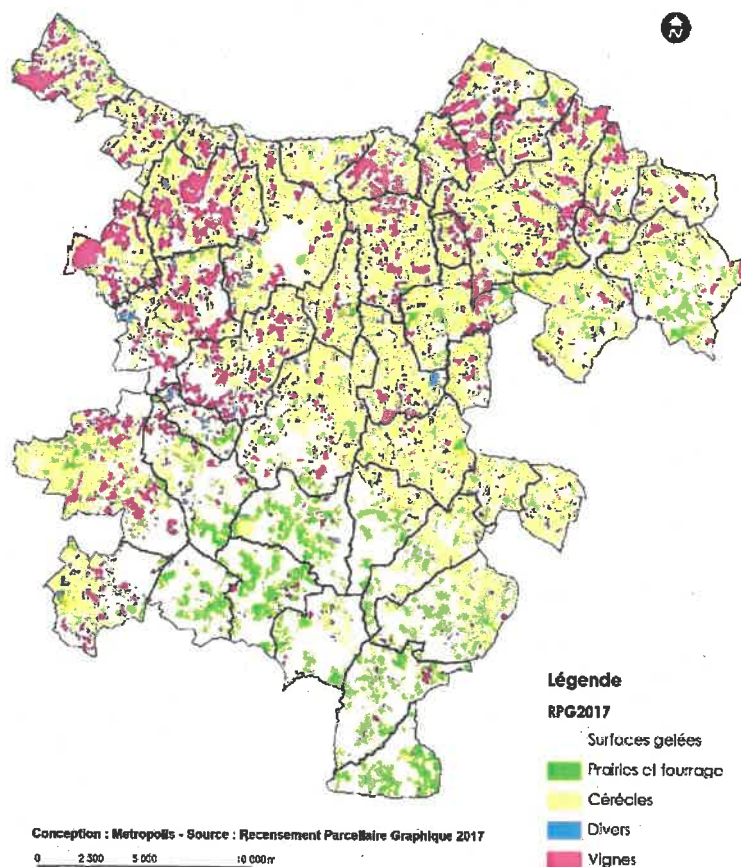 N
Légende
RPG2017
Surfaces gelées
Prairies et fourrage
Céréales
Divers
Vignes
Conception : Metropolis - Source : Recensement Parcellaire Graphique 2017
0 2 500 5 000 10 000 m